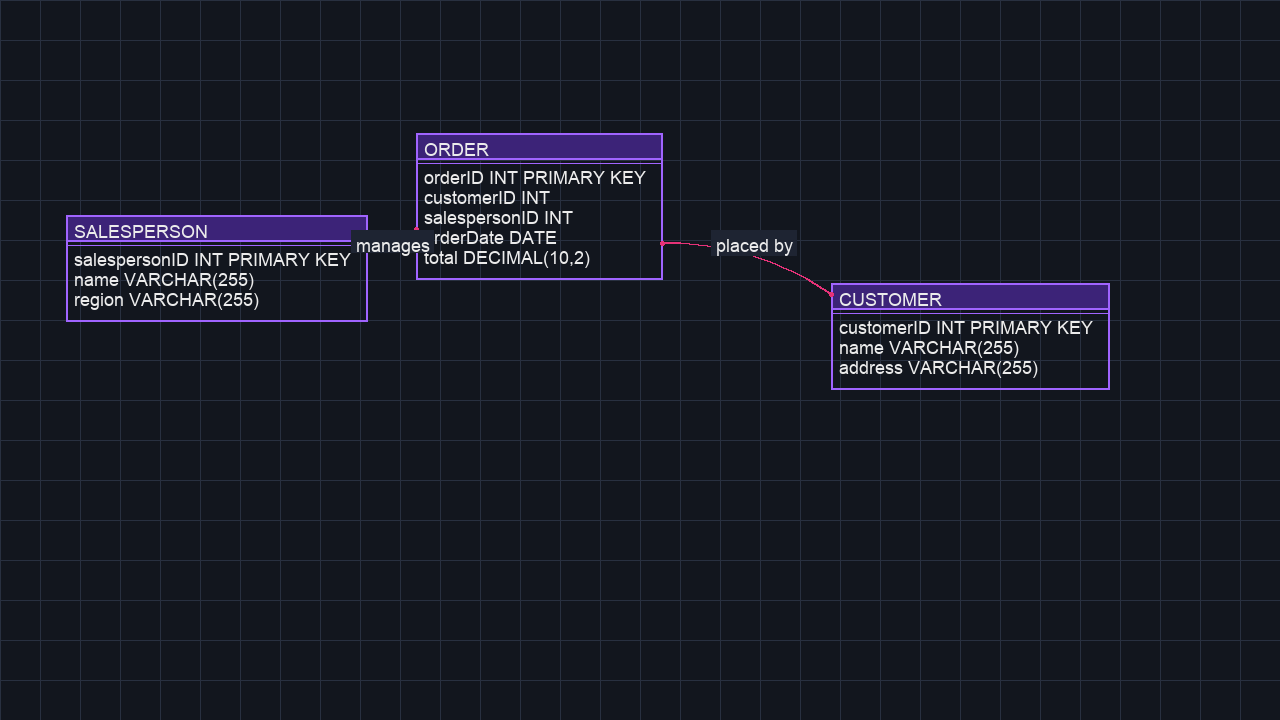 SALESPERSON
salespersonID INT PRIMARY KEY
name VARCHAR(255)
region VARCHAR(255)
manages
ORDER
orderID INT PRIMARY KEY
customerID INT
salespersonID INT
rderDate DATE
total DECIMAL(10,2)
placed by
CUSTOMER
customerID INT PRIMARY KEY
name VARCHAR(255)
address VARCHAR(255)